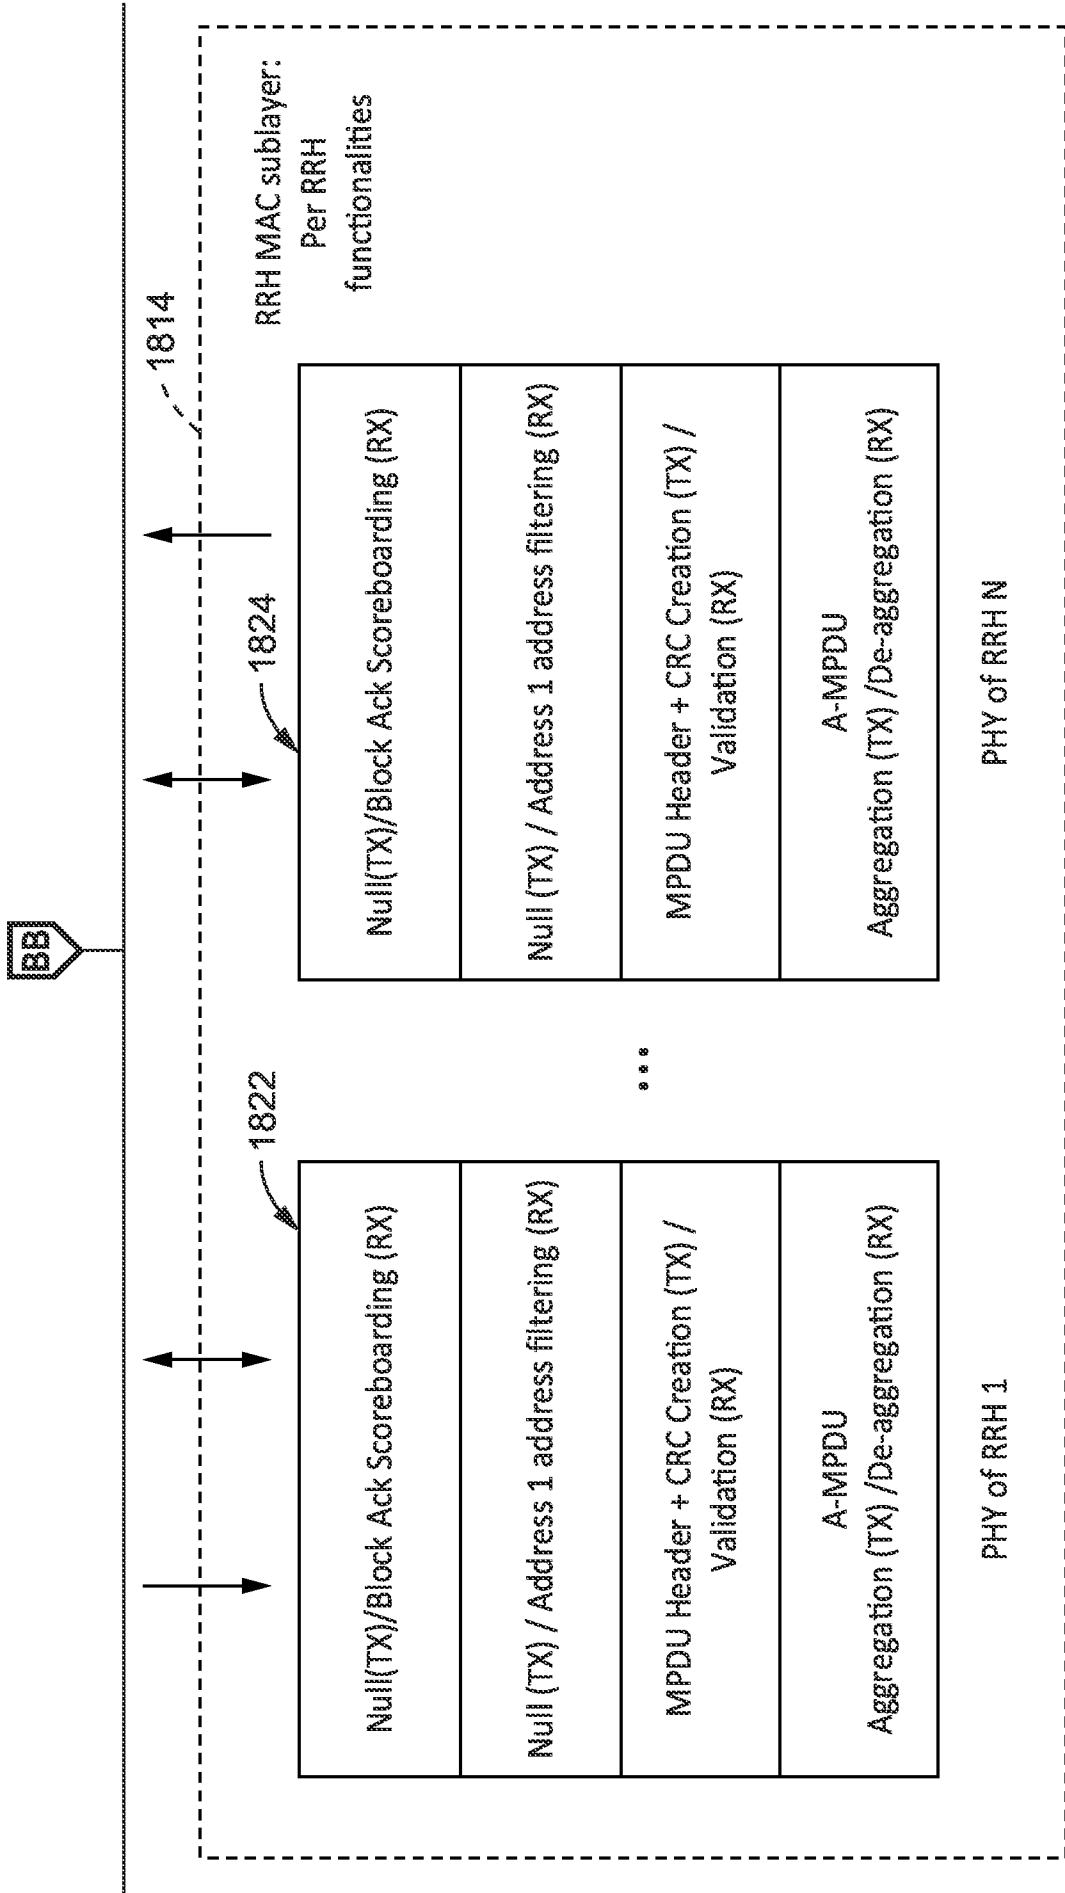 BB
1814
RRH MAC sublayer:
Per RRH
functionalities
1822
Null(TX)/Block Ack Scoreboarding (RX)
Null (TX) / Address 1 address filtering (RX)
MPDU Header + CRC Creation (TX) /
Validation (RX)
A-MPDU
Aggregation (TX) /De-aggregation (RX)
PHY of RRH 1
...
1824
Null(TX)/Block Ack Scoreboarding (RX)
Null (TX) / Address 1 address filtering (RX)
MPDU Header + CRC Creation (TX) /
Validation (RX)
A-MPDU
Aggregation (TX) /De-aggregation (RX)
PHY of RRH N